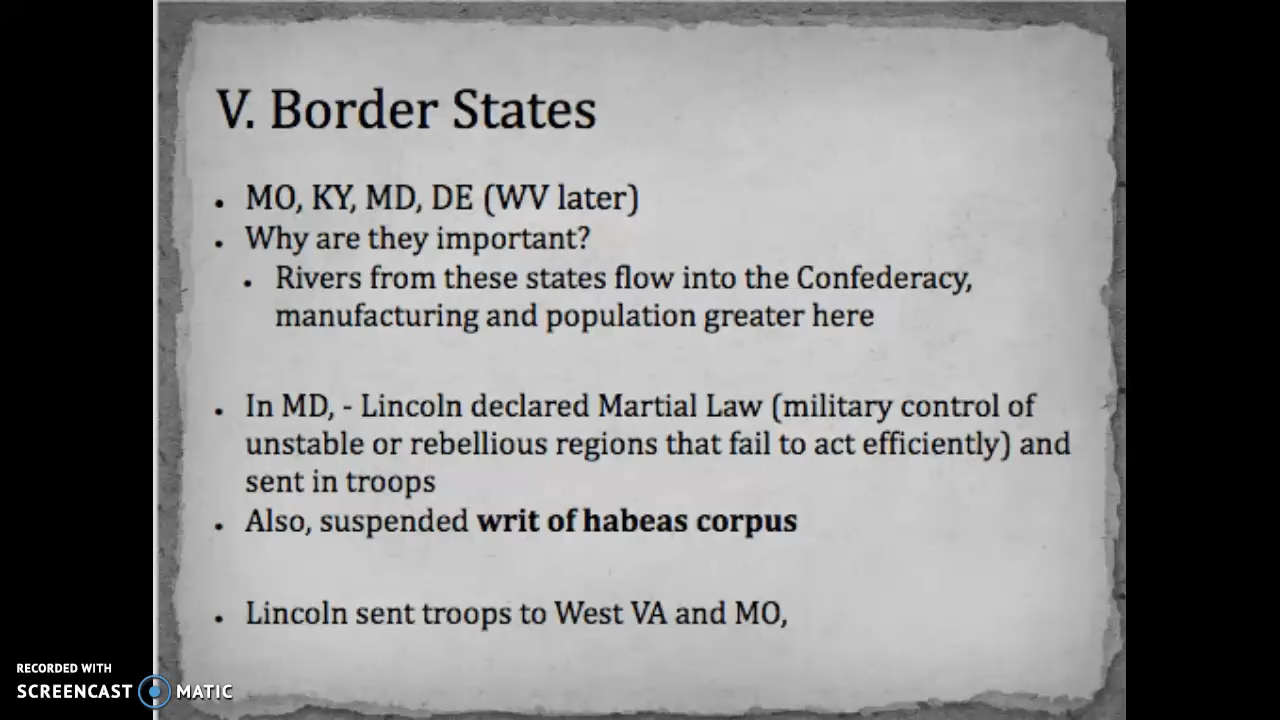 V. Border States
• MO, KY, MD, DE (WV later)
• Why are they important?
• Rivers from these states flow into the Confederacy,
manufacturing and population greater here
• In MD, - Lincoln declared Martial Law (military control of
unstable or rebellious regions that fail to act efficiently) and
sent in troops
• Also, suspended writ of habeas corpus
• Lincoln sent troops to West VA and MO,
RECORDED WITH
SCREENCAST MATIC